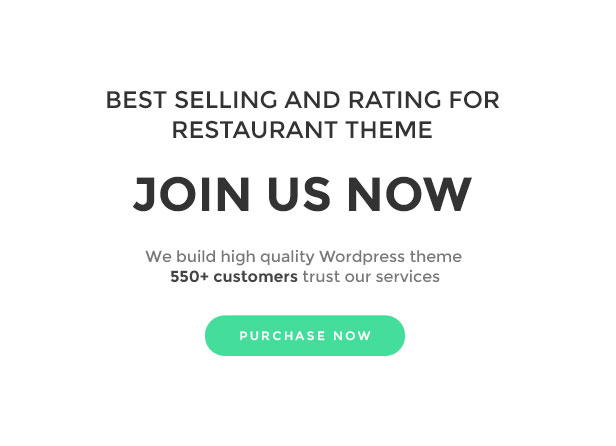 BEST SELLING AND RATING FOR
RESTAURANT THEME
JOIN US NOW
We build high quality Wordpress theme
550+ customers trust our services
PURCHASE NOW